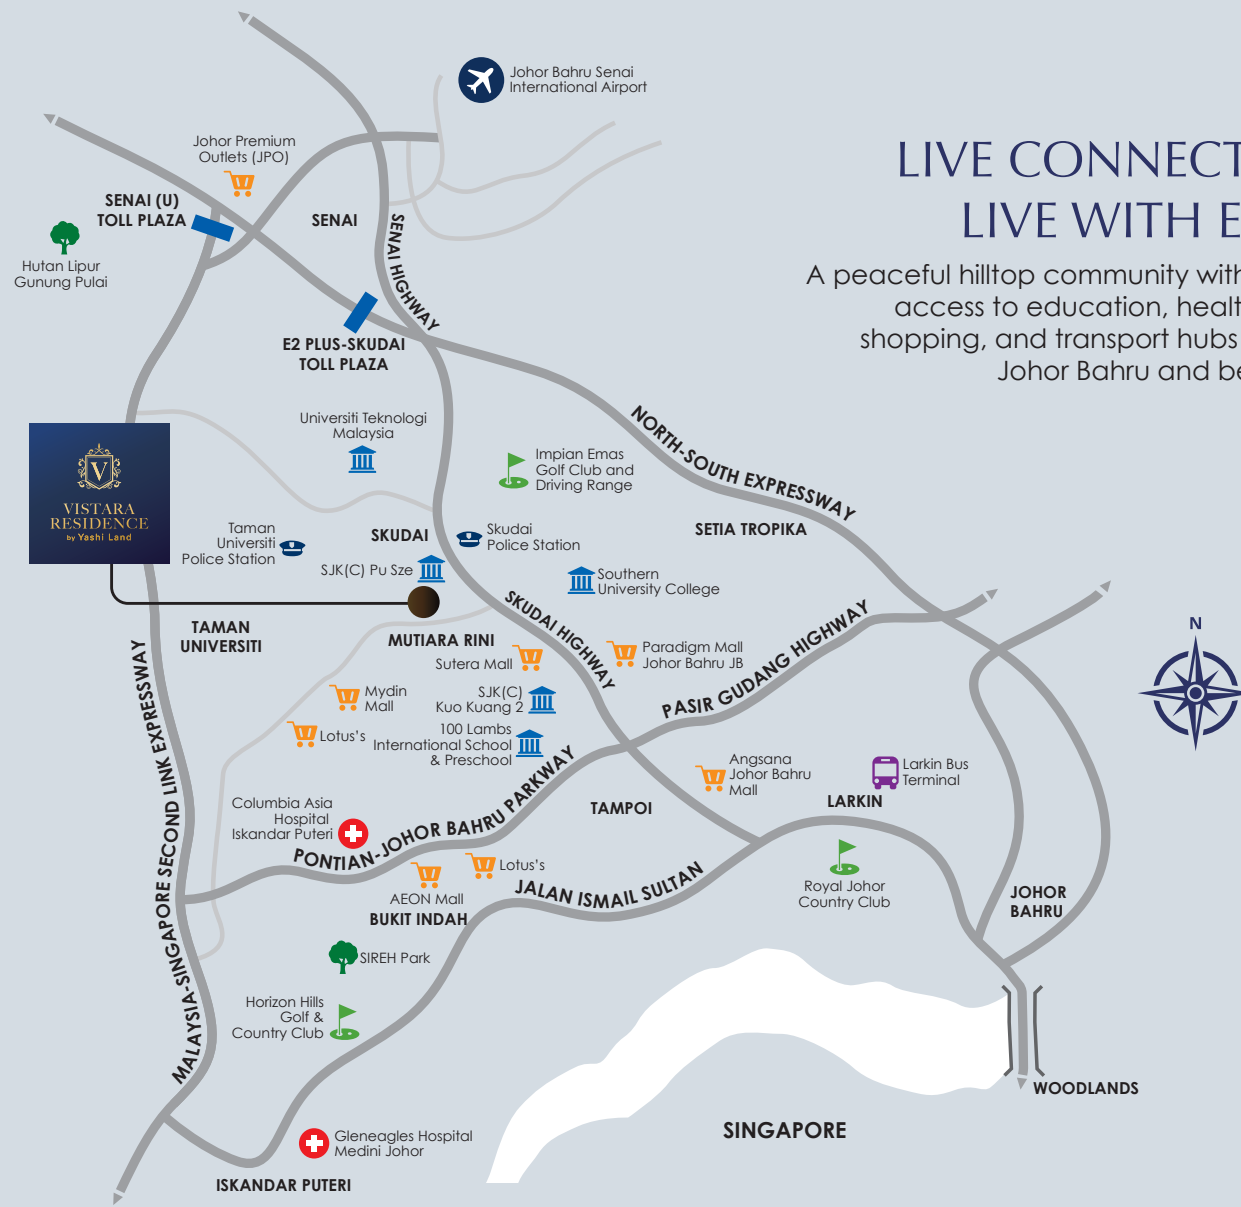 Johor Bahru Senai
International Airport
LIVE CONNECT
LIVE WITH E
A peaceful hilltop community with
access to education, healt
shopping, and transport hubs
Johor Bahru and be
Johor Premium
Outlets (JPO)
SENAI (U)
TOLL PLAZA
SENAI
SENAI HIGHWAY
Hutan Lipur
Gunung Pulai
E2 PLUS-SKUDAI
TOLL PLAZA
Universiti Teknologi
Malaysia
NORTH-SOUTH EXPRESSWAY
Impian Emas
Golf Club and
Driving Range
V
VISTARA
RESIDENCE
by Yashi Land
Taman
Universiti
Police Station
SKUDAI
Skudai
Police Station
SETIA TROPIKA
SJK(C) Pu Sze
Southern
University College
SKUDAI HIGHWAY
TAMAN
UNIVERSITI
MUTIARA RINI
Sutera Mall
Paradigm Mall
Johor Bahru JB
PASIR GUDANG HIGHWAY
N
Mydin
Mall
SJK(C)
Kuo Kuang 2
Lotus's
100 Lambs
International School
& Preschool
MALAYSIA-SINGAPORE SECOND LINK EXPRESSWAY
Angsana
Johor Bahru
Mall
Larkin Bus
Terminal
LARKIN
TAMPOI
Columbia Asia
Hospital
Iskandar Puteri
PONTIAN-JOHOR BAHRU PARKWAY
Lotus's
AEON Mall
BUKIT INDAH
JALAN ISMAIL SULTAN
Royal Johor
Country Club
JOHOR
BAHRU
SIREH Park
Horizon Hills
Golf &
Country Club
WOODLANDS
SINGAPORE
Gleneagles Hospital
Medini Johor
ISKANDAR PUTERI